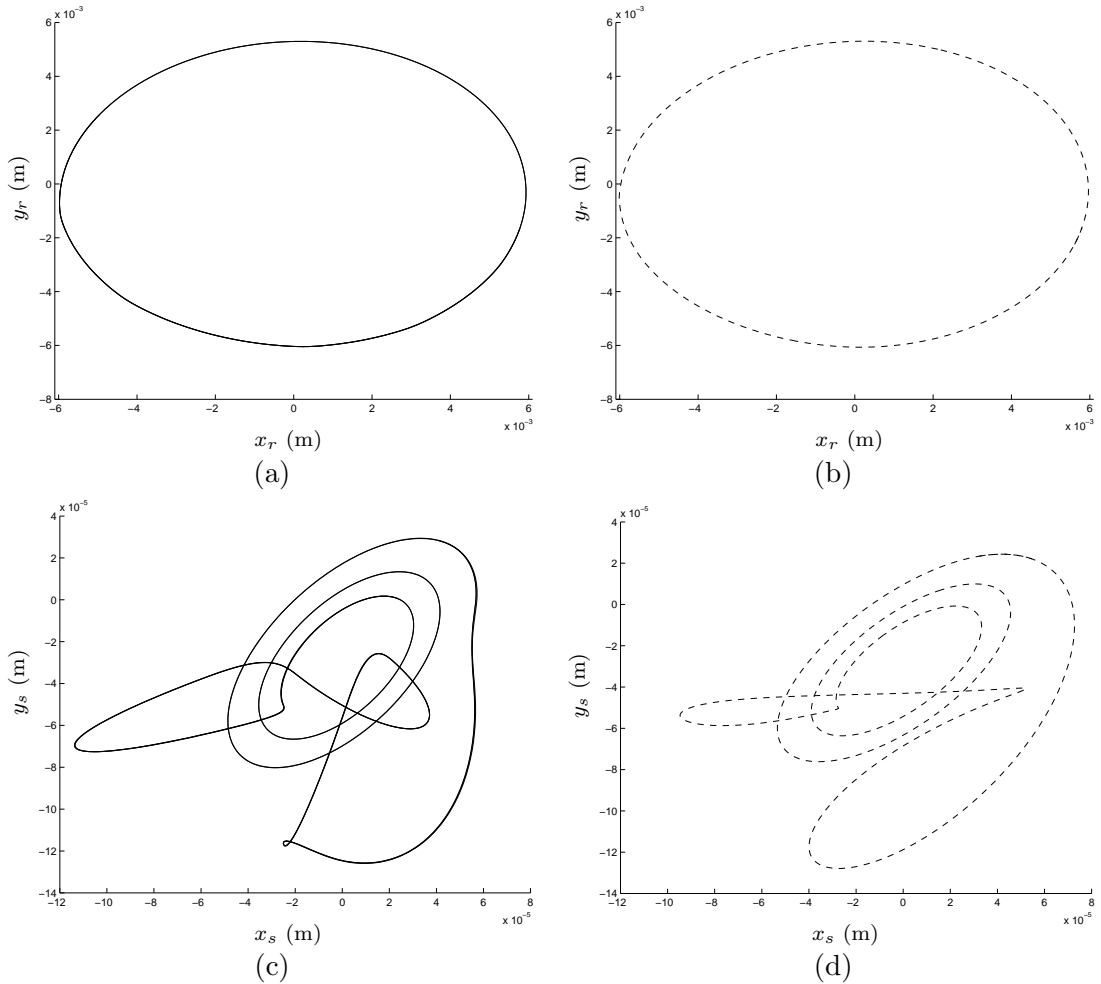 x 10⁻³
6
4
2
0
−2
−4
−6
−8
y_r (m)
−6 −4 −2 0 2 4 6
x 10⁻³
x_r (m)
(a)
x 10⁻³
6
4
2
0
−2
−4
−6
−8
y_r (m)
−6 −4 −2 0 2 4 6
x 10⁻³
x_r (m)
(b)
x 10⁻⁵
4
2
0
−2
−4
−6
−8
−10
−12
−14
y_s (m)
−12 −10 −8 −6 −4 −2 0 2 4 6 8
x 10⁻⁵
x_s (m)
(c)
x 10⁻⁵
4
2
0
−2
−4
−6
−8
−10
−12
−14
y_s (m)
−12 −10 −8 −6 −4 −2 0 2 4 6 8
x 10⁻⁵
x_s (m)
(d)